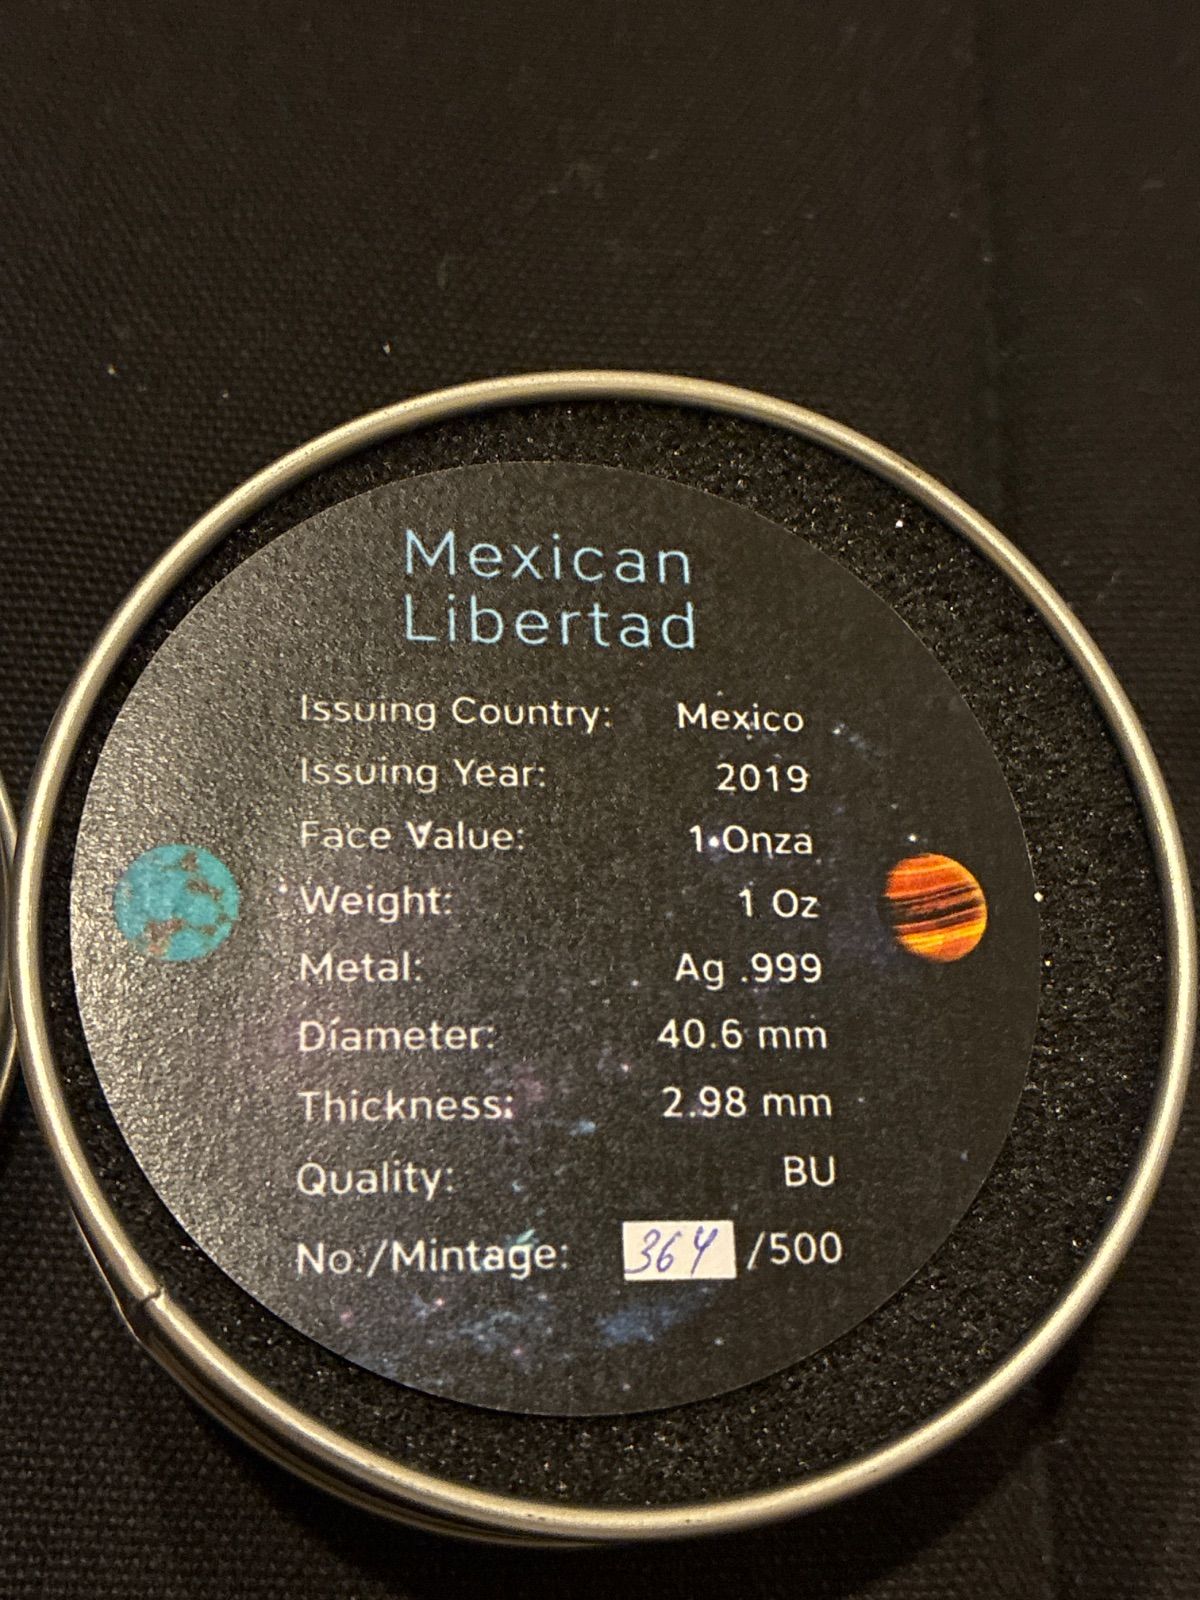 Mexican
Libertad
Issuing Country: Mexico
Issuing Year: 2019
Face Value: 1 Onza
Weight: 1 Oz
Metal: Ag .999
Diameter: 40.6 mm
Thickness: 2.98 mm
Quality: BU
No./Mintage: 364 /500